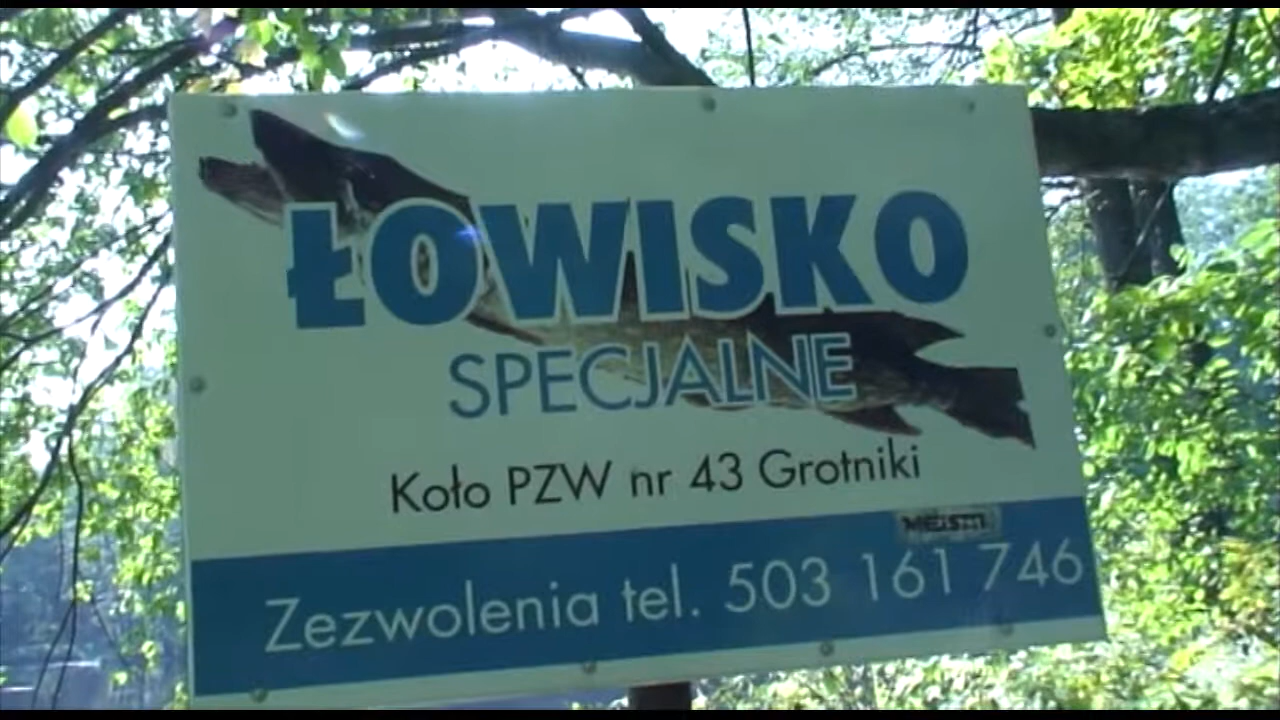 ŁOWISKO
SPECJALNE
Koło PZW nr 43 Grotniki
Zezwolenia tel. 503 161 746